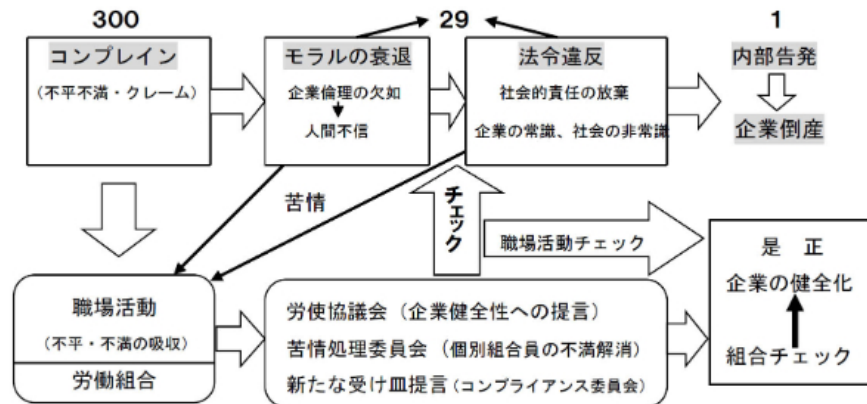 300
29
1
コンプレイン
(不平不満・クレーム)
モラルの衰退
企業倫理の欠如
人間不信
法令違反
社会的責任の放棄
企業の常識、社会の非常識
内部告発
企業倒産
苦情
チェック
職場活動チェック
職場活動
(不平・不満の吸収)
労働組合
労使協議会（企業健全性への提言）
苦情処理委員会（個別組合員の不満解消）
新たな受け皿提言(コンプライアンス委員会)
是 正
企業の健全化
組合チェック